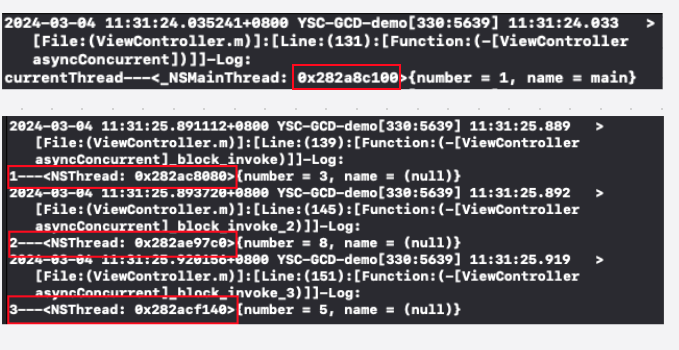 2024-03-04 11:31:24.035241+0800 YSC-GCD-demo[330:5639] 11:31:24.033 >
[File:(ViewController.m)]:[Line:(131):[Function:(-[ViewController
asyncConcurrent])]]-Log:
currentThread---<_NSMainThread: 0x282a8c100>{number = 1, name = main}
2024-03-04 11:31:25.891112+0800 YSC-GCD-demo[330:5639] 11:31:25.889 >
[File:(ViewController.m)]:[Line:(139):[Function:(-[ViewController
asyncConcurrent]_block_invoke)]]-Log:
1---<NSThread: 0x282ac8080>{number = 3, name = (null)}
2024-03-04 11:31:25.893720+0800 YSC-GCD-demo[330:5639] 11:31:25.892 >
[File:(ViewController.m)]:[Line:(145):[Function:(-[ViewController
asyncConcurrent]_block_invoke_2)]]-Log:
2---<NSThread: 0x282ae97c0>{number = 8, name = (null)}
2024-03-04 11:31:25.920156+0800 YSC-GCD-demo[330:5639] 11:31:25.919 >
[File:(ViewController.m)]:[Line:(151):[Function:(-[ViewController
asyncConcurrent]_block_invoke_3)]]-Log:
3---<NSThread: 0x282acf140>{number = 5, name = (null)}